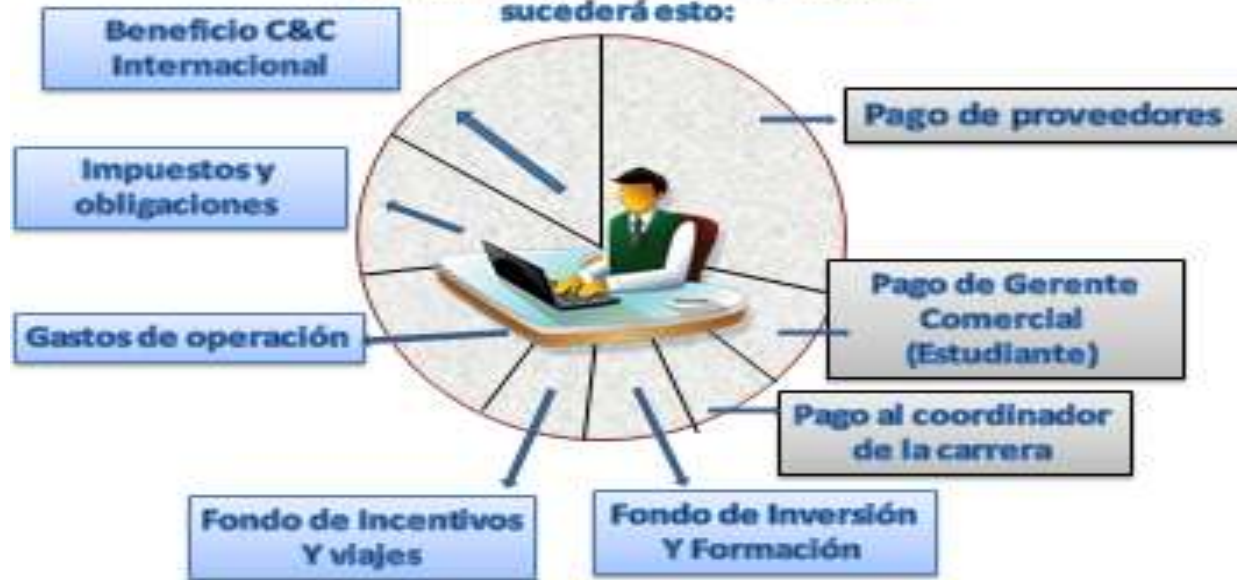 sucederá esto:
Beneficio C&C
Internacional
Pago de proveedores
Impuestos y
obligaciones
Pago de Gerente
Comercial
(Estudiante)
Gastos de operación
Pago al coordinador
de la carrera
Fondo de Incentivos
Y viajes
Fondo de Inversión
Y Formación